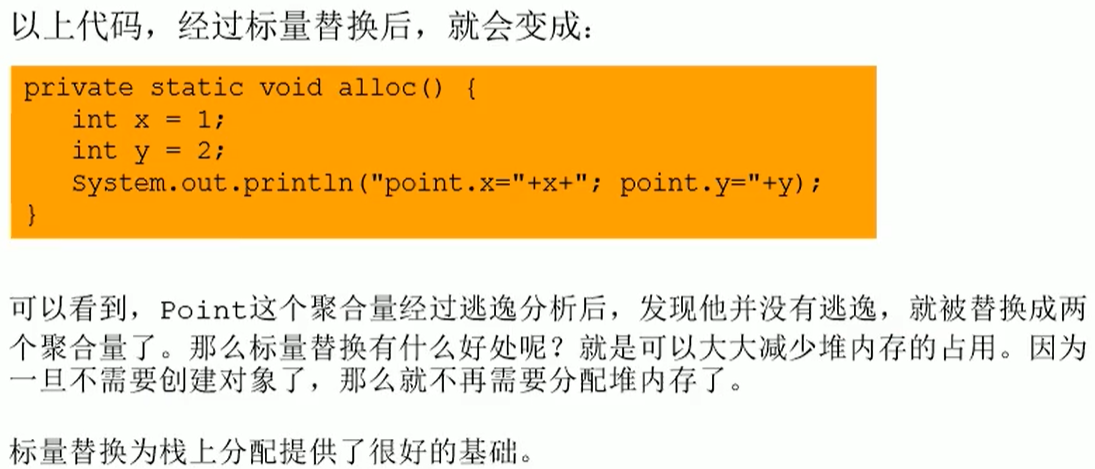 以上代码，经过标量替换后，就会变成：
private static void alloc() {
   int x = 1;
   int y = 2;
   System.out.println("point.x="+x+"; point.y="+y);
}
可以看到，Point这个聚合量经过逃逸分析后，发现他并没有逃逸，就被替换成两
个聚合量了。那么标量替换有什么好处呢？就是可以大大减少堆内存的占用。因为
一旦不需要创建对象了，那么就不再需要分配堆内存了。
标量替换为栈上分配提供了很好的基础。